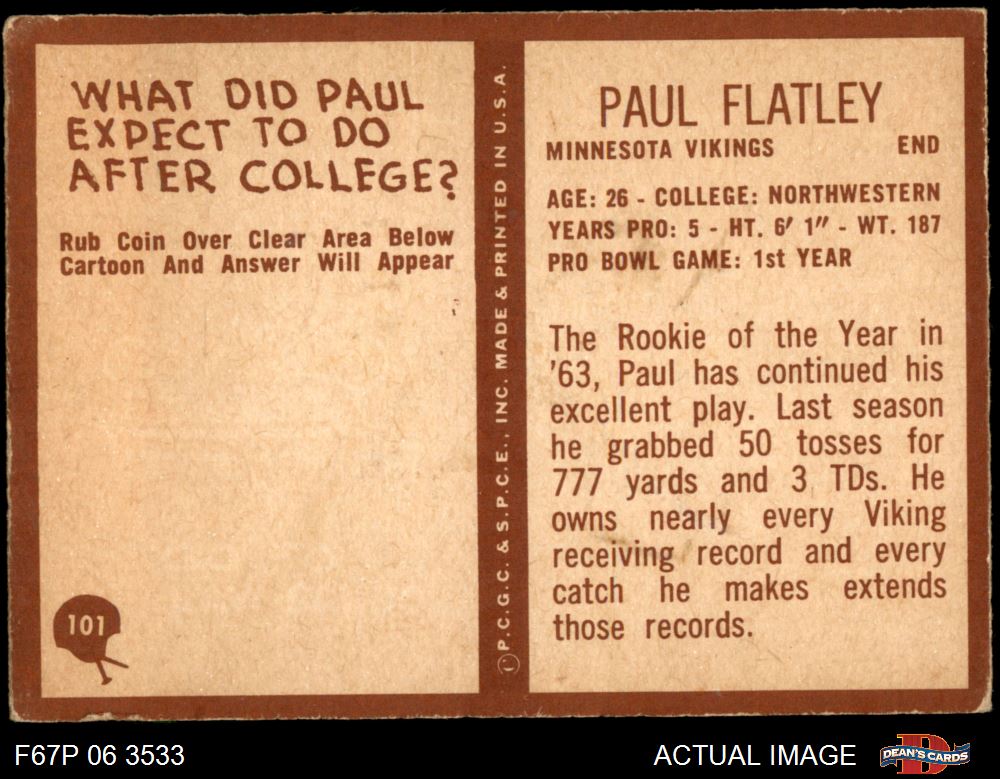 WHAT DID PAUL
EXPECT TO DO
AFTER COLLEGE?
Rub Coin Over Clear Area Below
Cartoon And Answer Will Appear
101
© P.C.G.C. & S.P.C.E., INC. MADE & PRINTED IN U.S.A.
PAUL FLATLEY
MINNESOTA VIKINGS END
AGE: 26 - COLLEGE: NORTHWESTERN
YEARS PRO: 5 - HT. 6' 1" - WT. 187
PRO BOWL GAME: 1st YEAR
The Rookie of the Year in
'63, Paul has continued his
excellent play. Last season
he grabbed 50 tosses for
777 yards and 3 TDs. He
owns nearly every Viking
receiving record and every
catch he makes extends
those records.
F67P 06 3533
ACTUAL IMAGE
DEAN'S CARDS